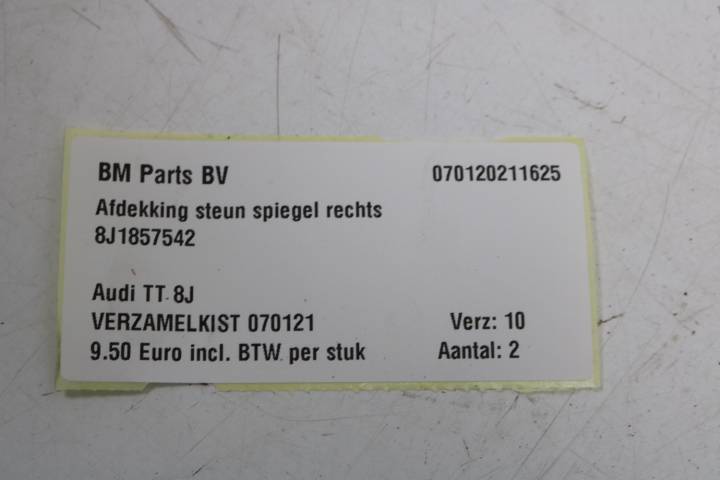 BM Parts BV 070120211625
Afdekking steun spiegel rechts
8J1857542
Audi TT 8J
VERZAMELKIST 070121 Verz: 10
9.50 Euro incl. BTW per stuk Aantal: 2